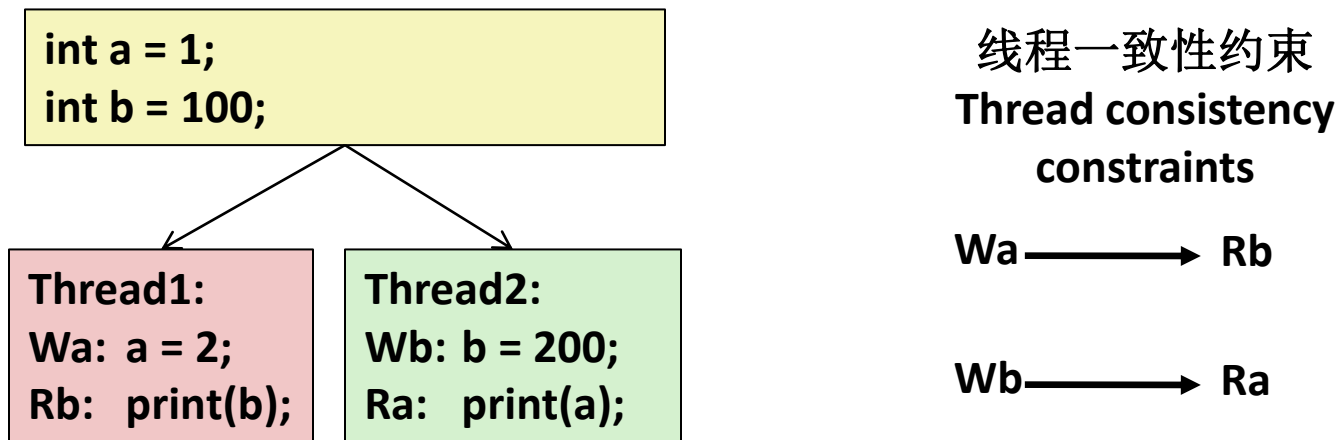 int a = 1;
int b = 100;
线程一致性约束
Thread consistency
constraints
Thread1:
Wa: a = 2;
Rb: print(b);
Thread2:
Wb: b = 200;
Ra: print(a);
Wa Rb
Wb Ra